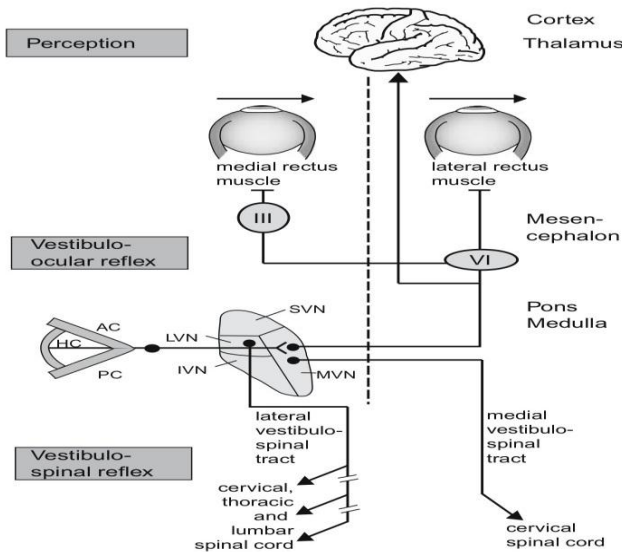 Cortex
Perception
Thalamus
medial rectus
muscle
lateral rectus
muscle
III
Mesen-
cephalon
Vestibulo-
ocular reflex
VI
SVN
Pons
Medulla
AC
LVN
HC
IVN
PC
MVN
lateral
vestibulo-
spinal
tract
medial
vestibulo-
spinal
tract
Vestibulo-
spinal reflex
cervical,
thoracic
and
lumbar
spinal cord
cervical
spinal cord